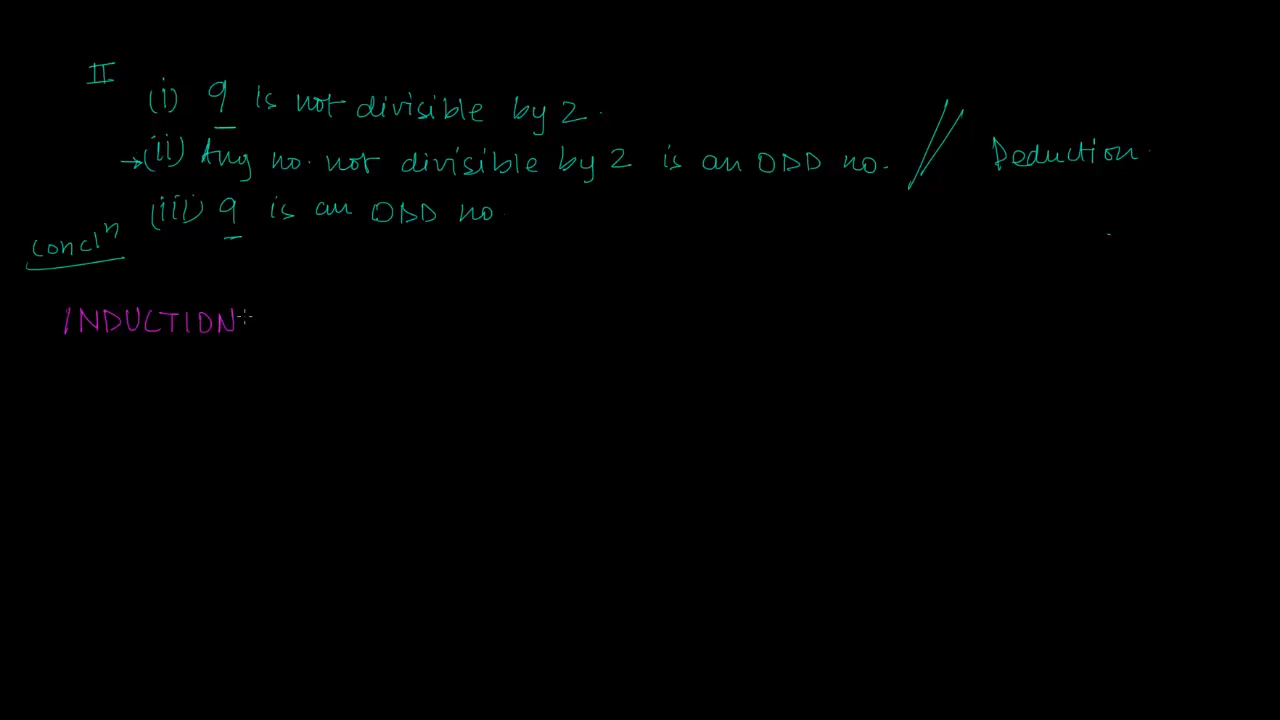 II
(i) 9 is not divisible by 2.
→(ii) Any no. not divisible by 2 is an ODD no. // Deduction.
(iii) 9 is an ODD no.
Conclⁿ
INDUCTION